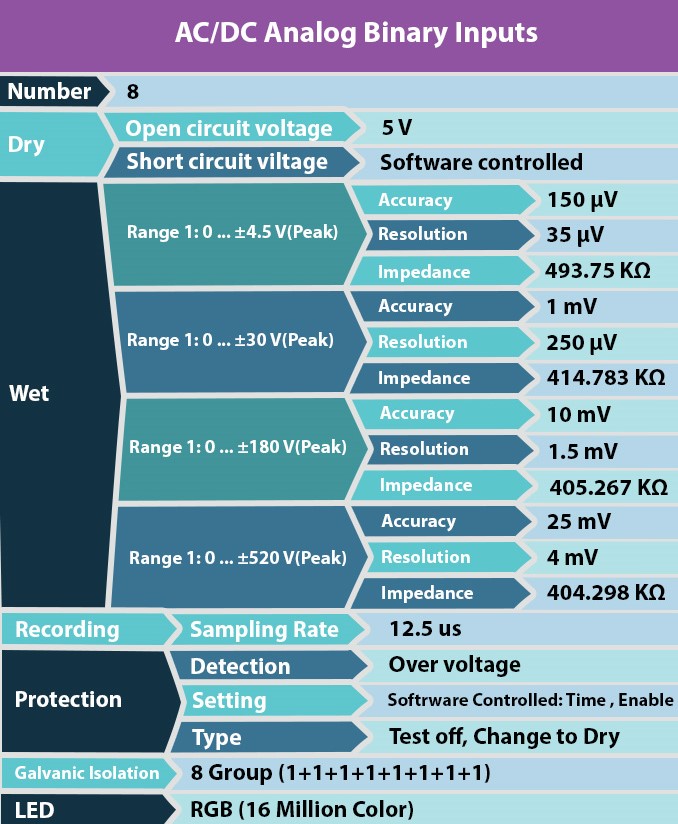 AC/DC Analog Binary Inputs
Number 8
Dry
Open circuit voltage 5 V
Short circuit viltage Software controlled
Wet
Range 1: 0 ... ±4.5 V(Peak)
Accuracy 150 µV
Resolution 35 µV
Impedance 493.75 KΩ
Range 1: 0 ... ±30 V(Peak)
Accuracy 1 mV
Resolution 250 µV
Impedance 414.783 KΩ
Range 1: 0 ... ±180 V(Peak)
Accuracy 10 mV
Resolution 1.5 mV
Impedance 405.267 KΩ
Range 1: 0 ... ±520 V(Peak)
Accuracy 25 mV
Resolution 4 mV
Impedance 404.298 KΩ
Recording Sampling Rate 12.5 us
Protection
Detection Over voltage
Setting Softrware Controlled: Time , Enable
Type Test off, Change to Dry
Galvanic Isolation 8 Group (1+1+1+1+1+1+1+1)
LED RGB (16 Million Color)